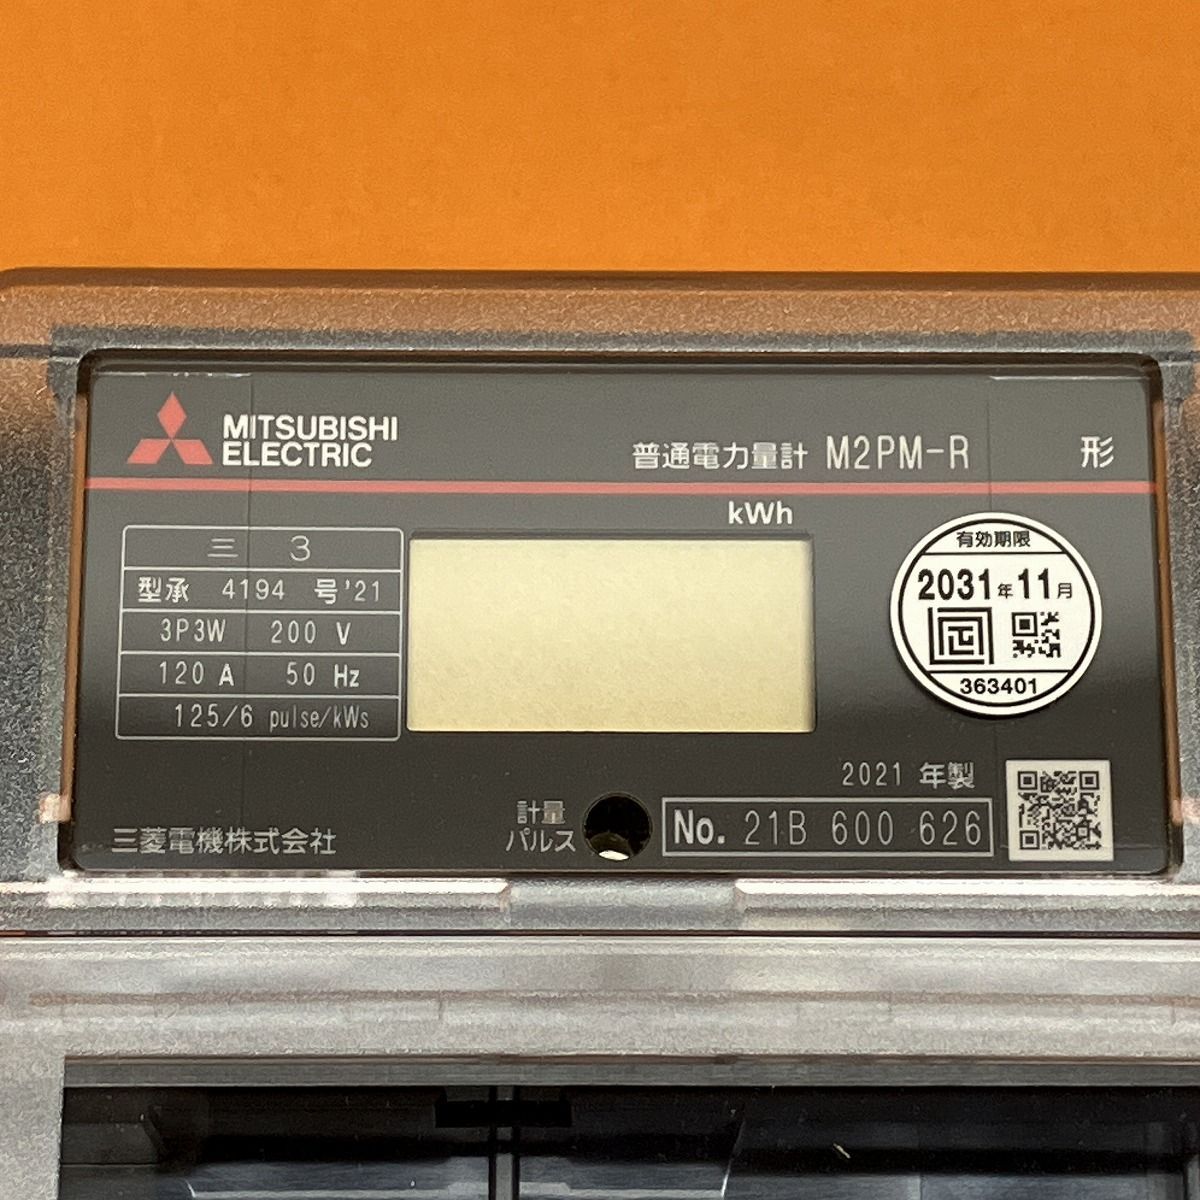 MITSUBISHI
ELECTRIC
普通電力量計 M2PM-R 形
kWh
三 3
型承 4194 号'21
3P3W 200 V
120 A 50 Hz
125/6 pulse/kWs
有効期限
2031年11月
363401
2021 年製
計量
パルス
No. 21B 600 626
三菱電機株式会社